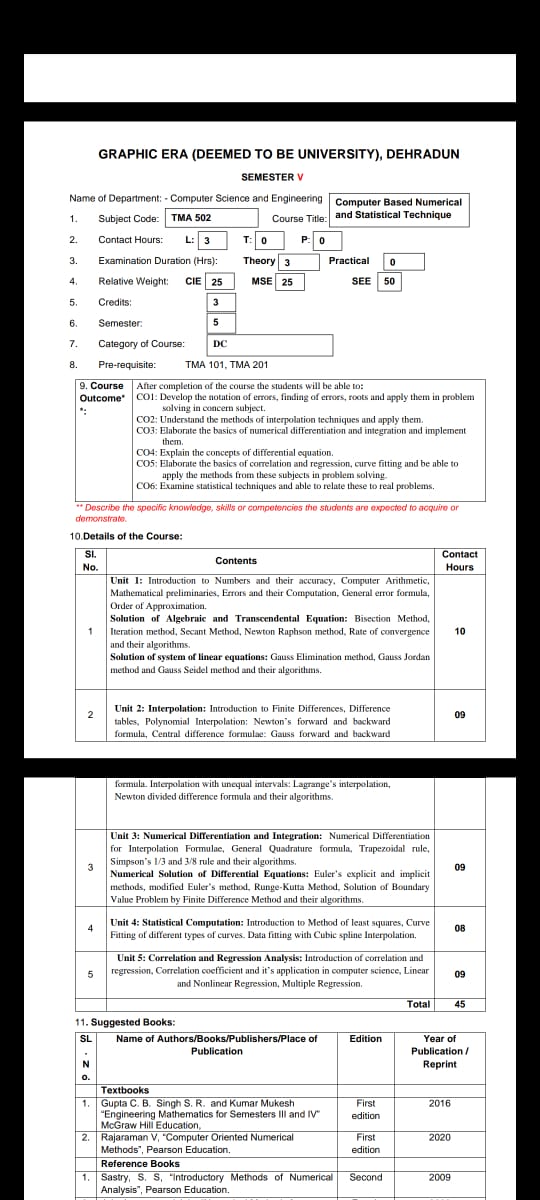 GRAPHIC ERA (DEEMED TO BE UNIVERSITY), DEHRADUN
SEMESTER V
Name of Department: - Computer Science and Engineering
1. Subject Code: TMA 502 Course Title: Computer Based Numerical and Statistical Technique
2. Contact Hours: L: 3 T: 0 P: 0
3. Examination Duration (Hrs): Theory 3 Practical 0
4. Relative Weight: CIE 25 MSE 25 SEE 50
5. Credits: 3
6. Semester: 5
7. Category of Course: DC
8. Pre-requisite: TMA 101, TMA 201
9. Course Outcome* *:
After completion of the course the students will be able to:
CO1: Develop the notation of errors, finding of errors, roots and apply them in problem
solving in concern subject.
CO2: Understand the methods of interpolation techniques and apply them.
CO3: Elaborate the basics of numerical differentiation and integration and implement
them.
CO4: Explain the concepts of differential equation.
CO5: Elaborate the basics of correlation and regression, curve fitting and be able to
apply the methods from these subjects in problem solving.
CO6: Examine statistical techniques and able to relate these to real problems.
** Describe the specific knowledge, skills or competencies the students are expected to acquire or
demonstrate.
10.Details of the Course:
SI. No. Contents Contact Hours
Unit 1: Introduction to Numbers and their accuracy, Computer Arithmetic,
Mathematical preliminaries, Errors and their Computation, General error formula,
Order of Approximation.
Solution of Algebraic and Transcendental Equation: Bisection Method,
1 Iteration method, Secant Method, Newton Raphson method, Rate of convergence 10
and their algorithms.
Solution of system of linear equations: Gauss Elimination method, Gauss Jordan
method and Gauss Seidel method and their algorithms.
Unit 2: Interpolation: Introduction to Finite Differences, Difference
2 tables, Polynomial Interpolation: Newton's forward and backward 09
formula, Central difference formulae: Gauss forward and backward
formula. Interpolation with unequal intervals: Lagrange's interpolation,
Newton divided difference formula and their algorithms.
Unit 3: Numerical Differentiation and Integration: Numerical Differentiation
for Interpolation Formulae, General Quadrature formula, Trapezoidal rule,
Simpson's 1/3 and 3/8 rule and their algorithms.
3 Numerical Solution of Differential Equations: Euler's explicit and implicit 09
methods, modified Euler's method, Runge-Kutta Method, Solution of Boundary
Value Problem by Finite Difference Method and their algorithms.
4 Unit 4: Statistical Computation: Introduction to Method of least squares, Curve 08
Fitting of different types of curves. Data fitting with Cubic spline Interpolation.
Unit 5: Correlation and Regression Analysis: Introduction of correlation and
5 regression, Correlation coefficient and it's application in computer science, Linear 09
and Nonlinear Regression, Multiple Regression.
Total 45
11. Suggested Books:
SL . N o. Name of Authors/Books/Publishers/Place of Publication Edition Year of Publication / Reprint
Textbooks
1. Gupta C. B. Singh S. R. and Kumar Mukesh First edition 2016
"Engineering Mathematics for Semesters III and IV"
McGraw Hill Education,
2. Rajaraman V, "Computer Oriented Numerical First edition 2020
Methods", Pearson Education.
Reference Books
1. Sastry, S. S, "Introductory Methods of Numerical Second 2009
Analysis", Pearson Education.